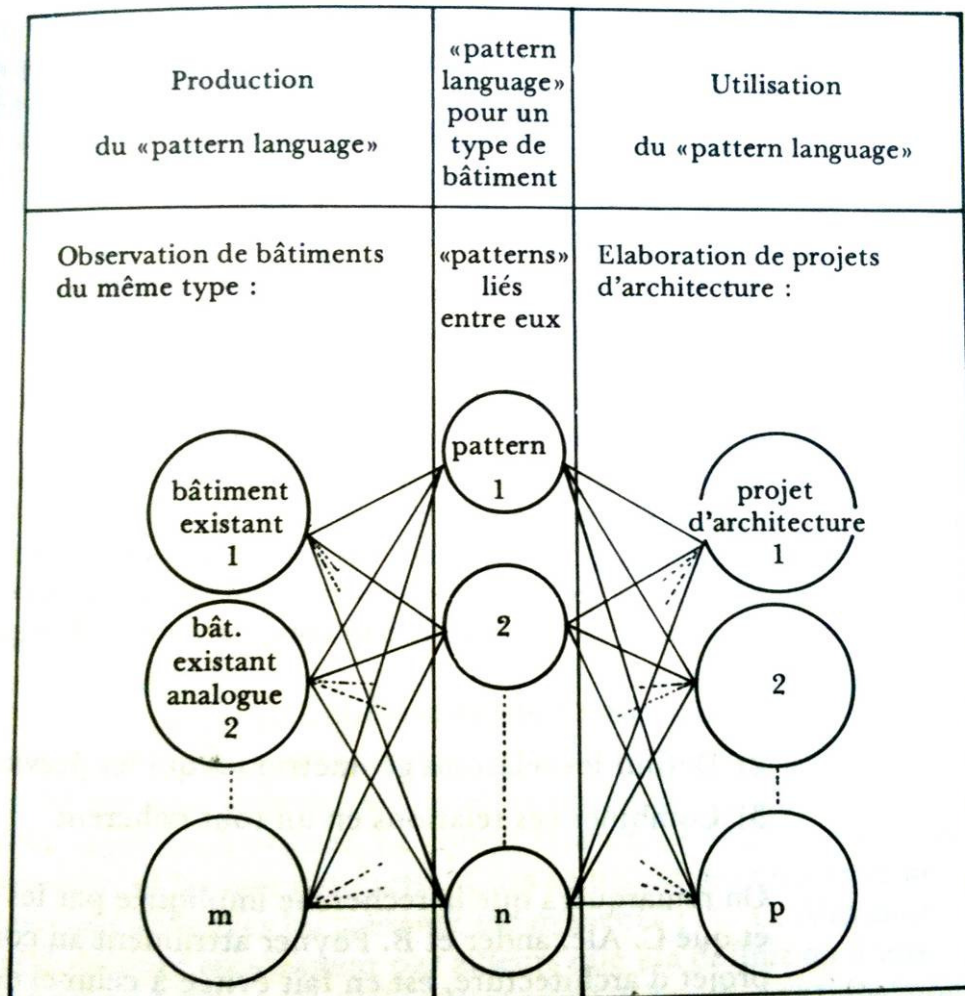 Production
du «pattern language»
«pattern
language»
pour un
type de
bâtiment
Utilisation
du «pattern language»
Observation de bâtiments
du même type :
«patterns»
liés
entre eux
Elaboration de projets
d'architecture :
bâtiment
existant
1
bât.
existant
analogue
2
m
pattern
1
2
n
projet
d'architecture
1
2
p